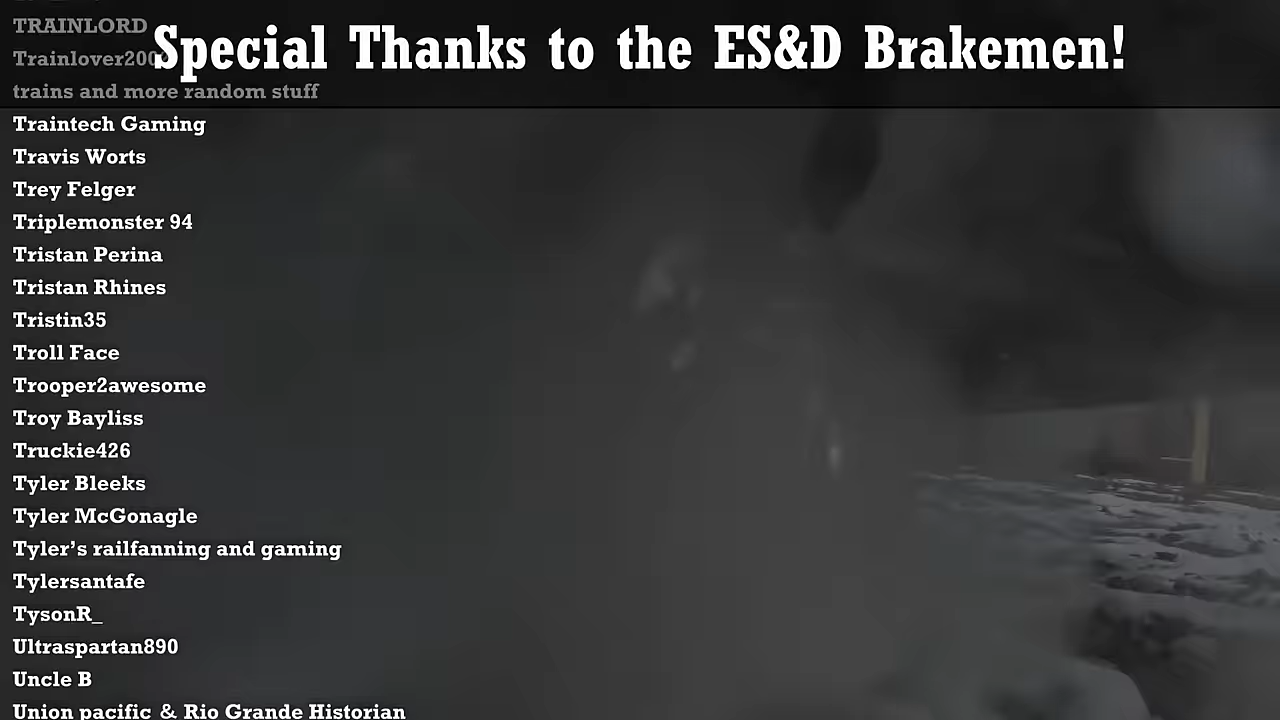 TRAINLORD
Special Thanks to the ES&D Brakemen!
Trainlover200
trains and more random stuff
Traintech Gaming
Travis Worts
Trey Felger
Triplemonster 94
Tristan Perina
Tristan Rhines
Tristin35
Troll Face
Trooper2awesome
Troy Bayliss
Truckie426
Tyler Bleeks
Tyler McGonagle
Tyler’s railfanning and gaming
Tylersantafe
TysonR_
Ultraspartan890
Uncle B
Union pacific & Rio Grande Historian